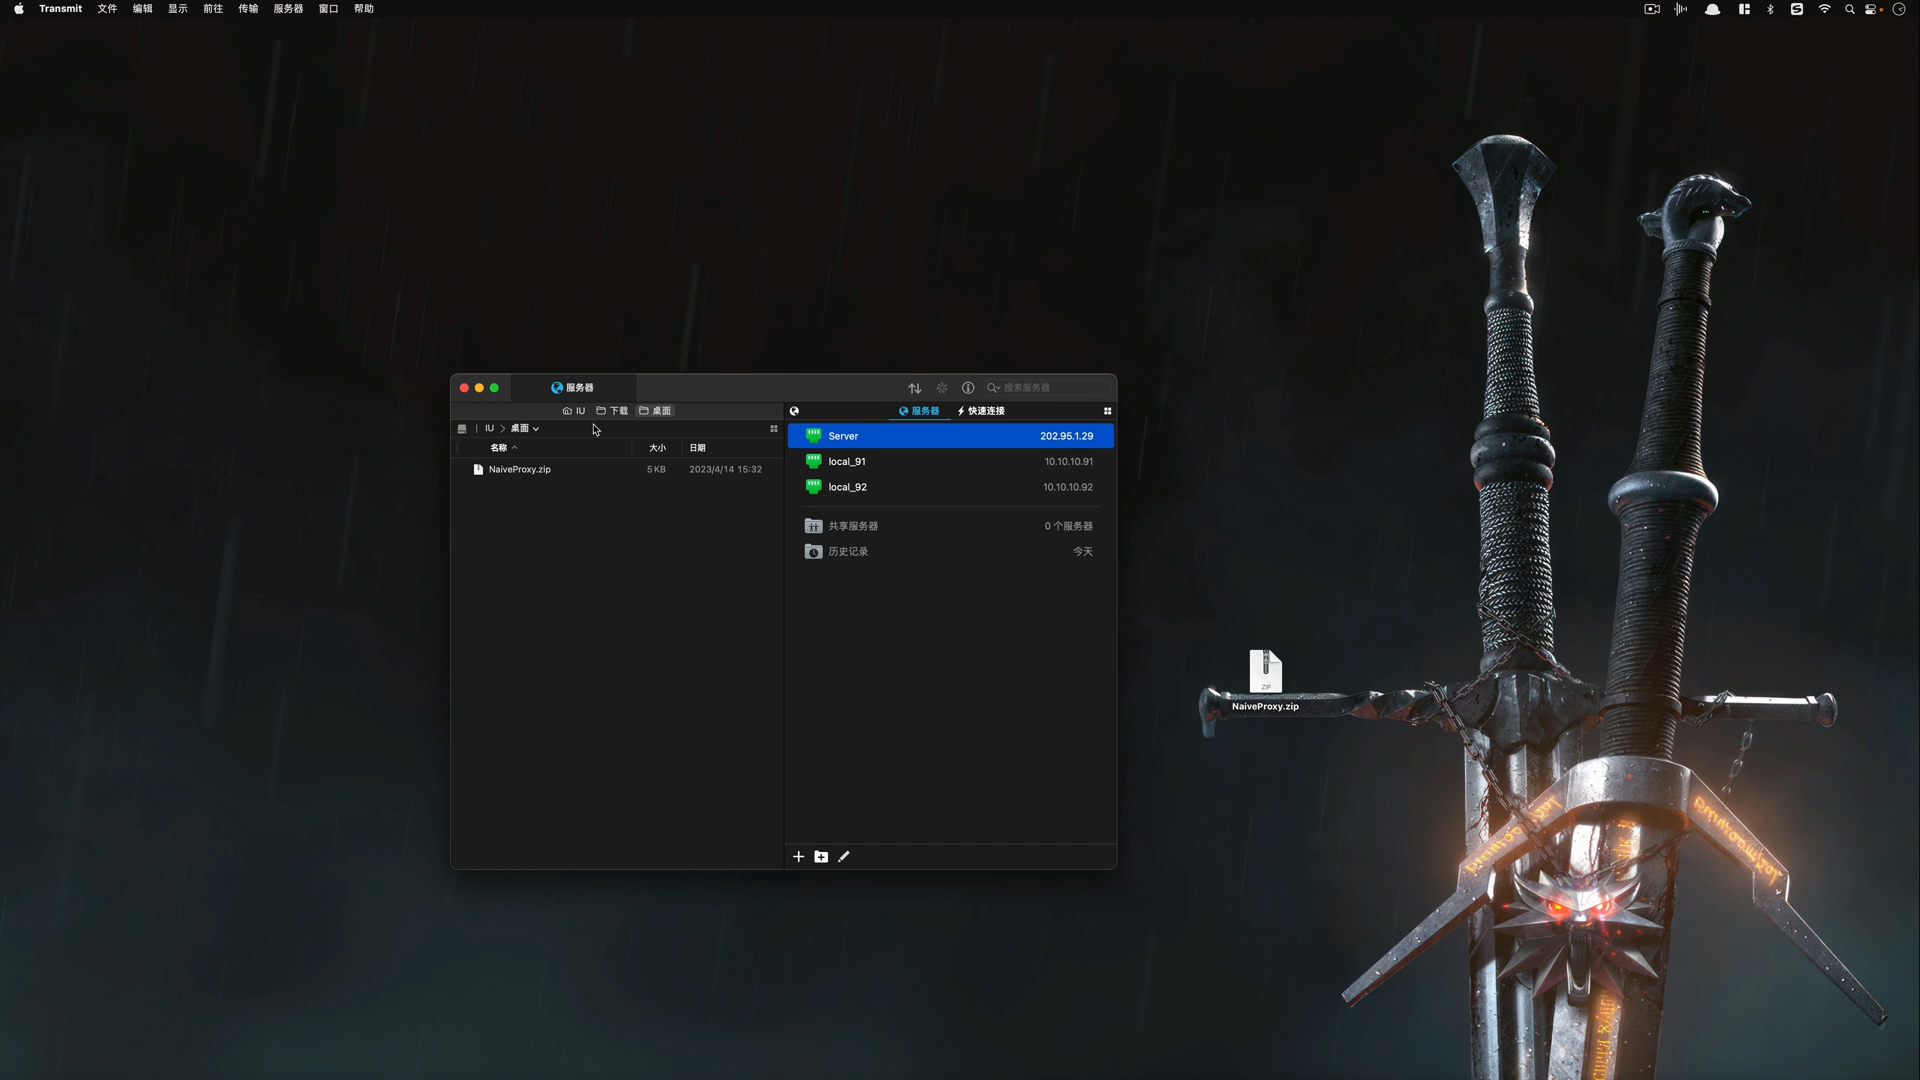 Transmit 文件 编辑 显示 前往 传输 服务器 窗口 帮助
服务器
搜索服务器
IU 下载 桌面
服务器 快速连接
IU 桌面
名称 大小 日期
NaiveProxy.zip 5 KB 2023/4/14 15:32
Server 202.95.1.29
local_91 10.10.10.91
local_92 10.10.10.92
共享服务器 0 个服务器
历史记录 今天
ZIP
NaiveProxy.zip